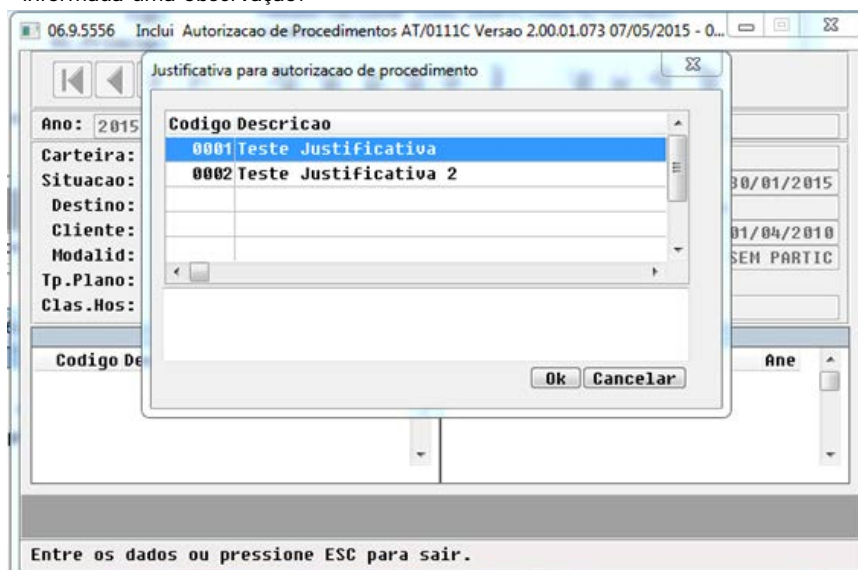 informada uma observação.
06.9.5556 Inclui Autorizacao de Procedimentos AT/0111C Versao 2.00.01.073 07/05/2015 - 0...
Justificativa para autorizacao de procedimento
Ano: 2015
Codigo Descricao
0001 Teste Justificativa
0002 Teste Justificativa 2
Carteira:
Situacao:
30/01/2015
Destino:
Cliente:
01/04/2010
Modalid:
SEM PARTIC
Tp.Plano:
Clas.Hos:
Codigo De
Ane
Ok Cancelar
Entre os dados ou pressione ESC para sair.